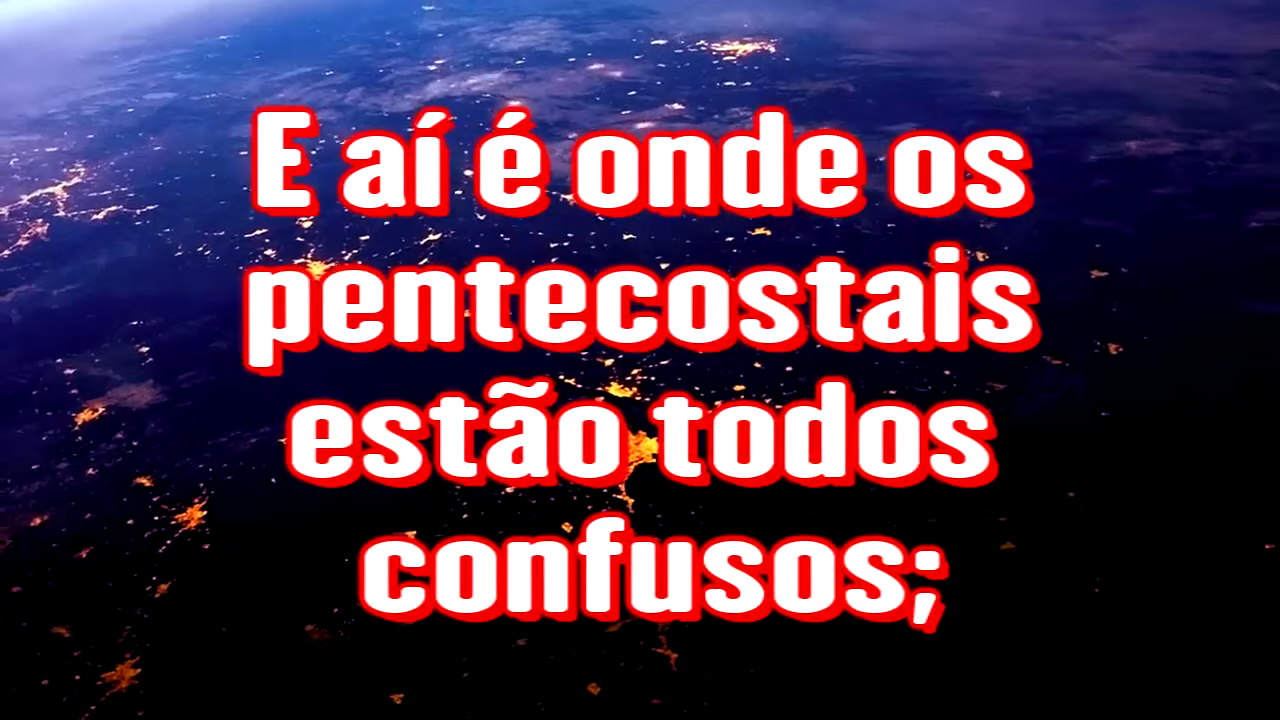 E aí é onde os
pentecostais
estão todos
confusos;